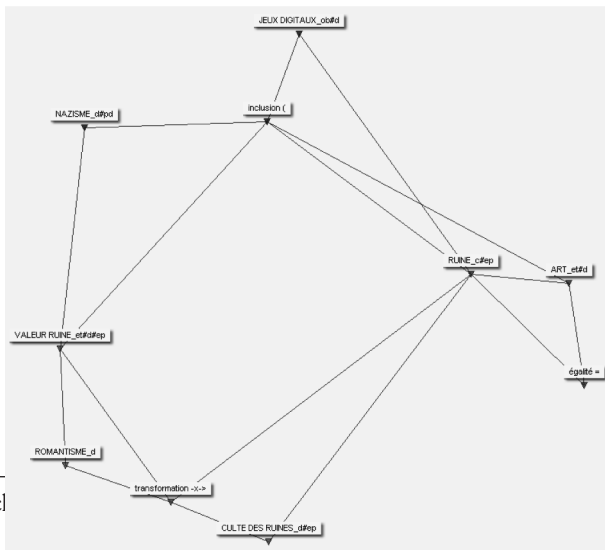 JEUX DIGITAUX_ob#d
inclusion (
NAZISME_d#pd
RUINE_c#ep
ART_et#d
VALEUR RUINE_et#d#ep
égalité =
ROMANTISME_d
transformation -x->
CULTE DES RUINES_d#ep